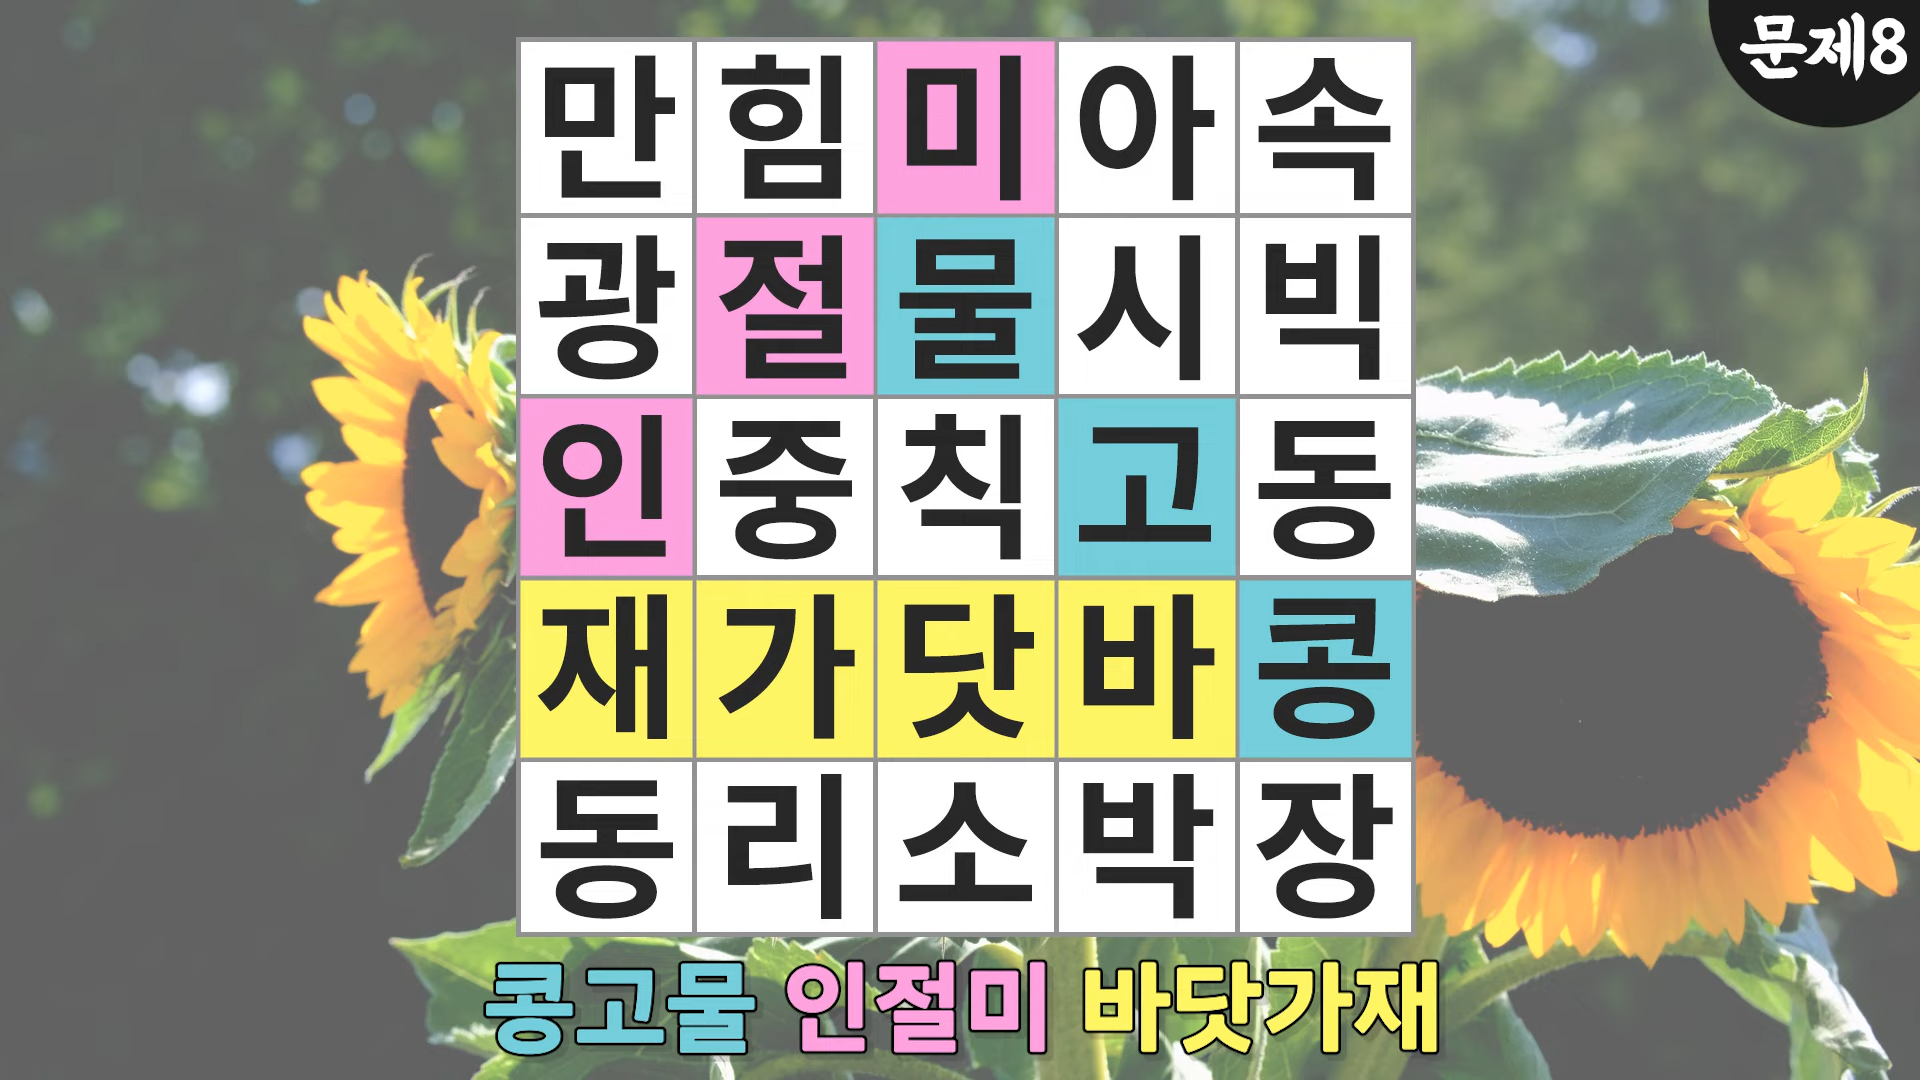 문제8
만 힘 미 아 속
광 절 물 시 빅
인 중 칙 고 동
재 가 닷 바 콩
동 리 소 박 장
콩고물 인절미 바닷가재